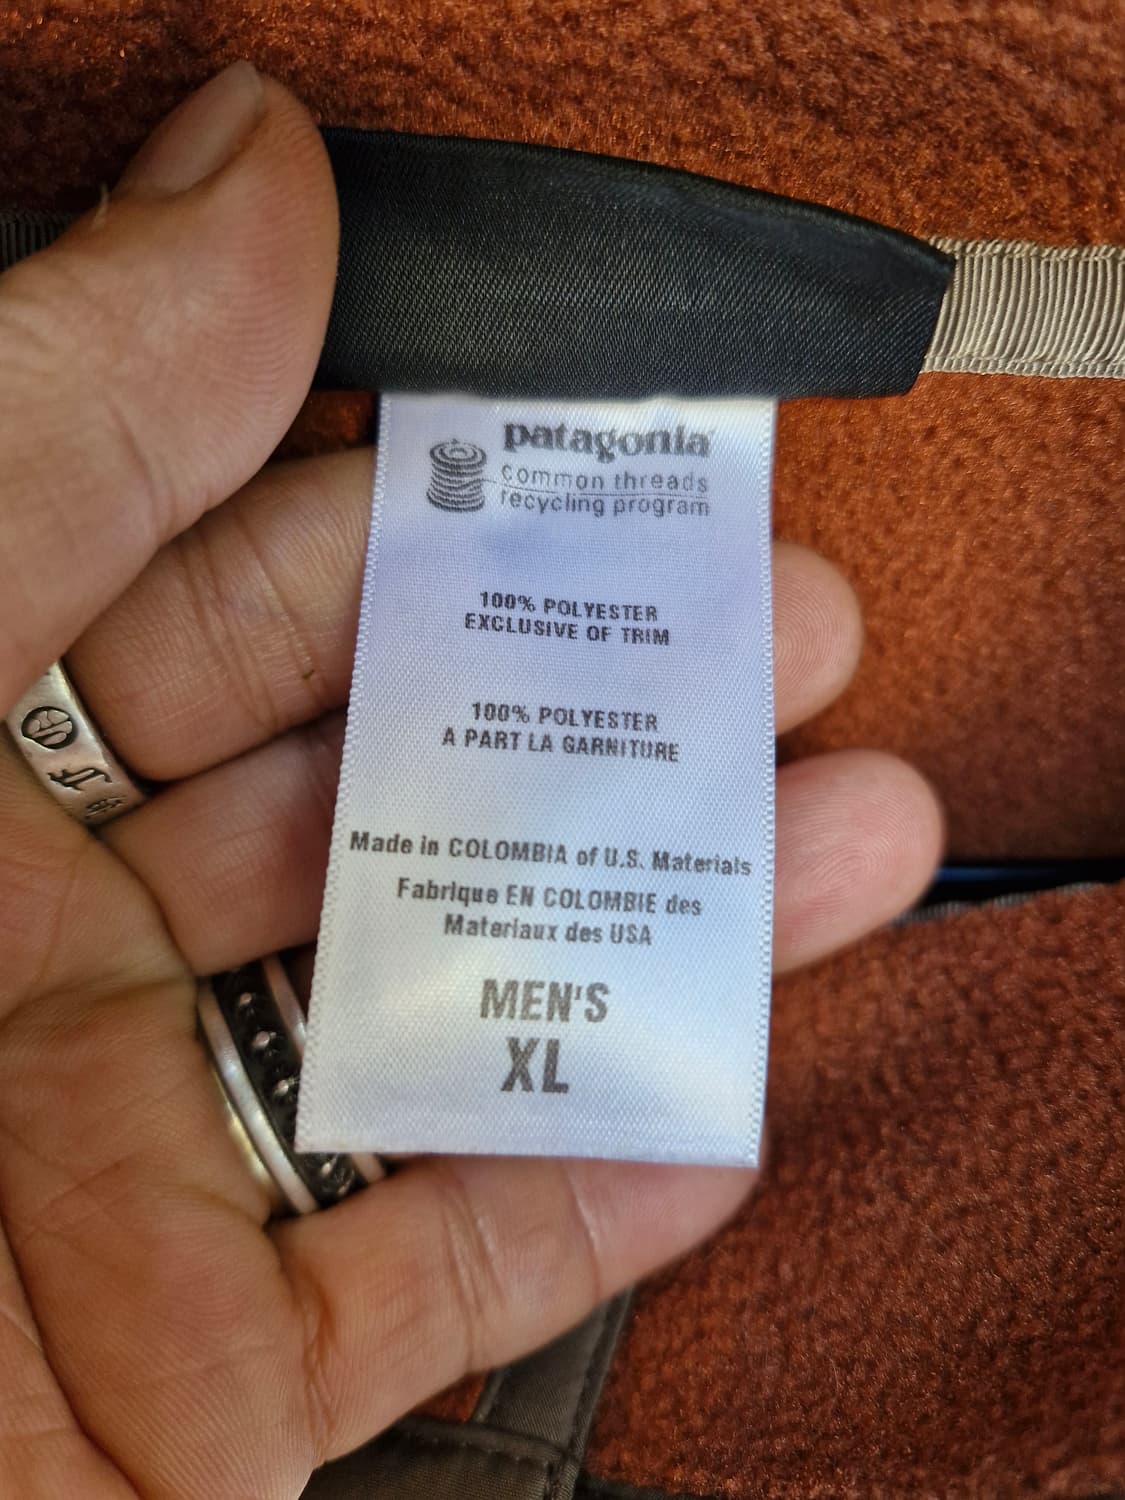 patagonia
common threads
recycling program
100% POLYESTER
EXCLUSIVE OF TRIM
100% POLYESTER
A PART LA GARNITURE
Made in COLOMBIA of U.S. Materials
Fabrique EN COLOMBIE des
Materiaux des USA
MEN'S
XL